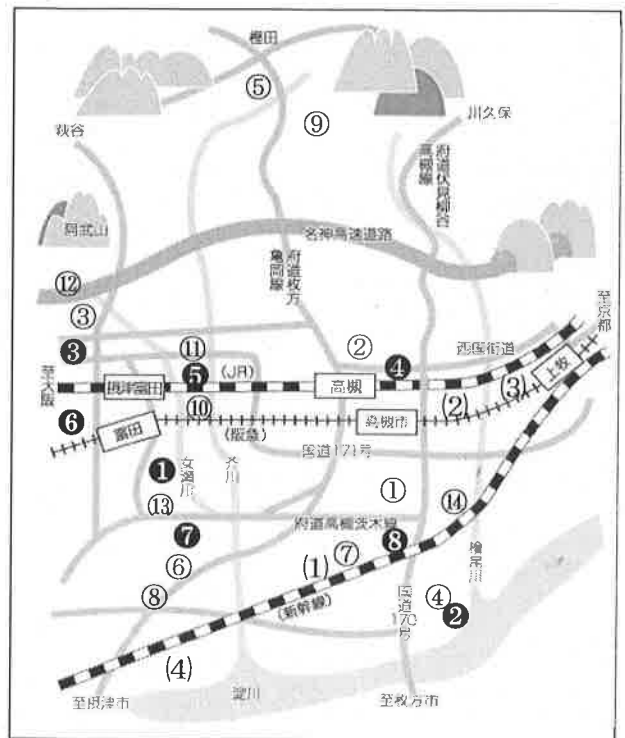 樫田
⑤
⑨
川久保
萩谷
府道伏見柳谷
高槻線
阿武山
名神高速道路
府道枚方
亀岡線
⑫
③
至京都
②
西国街道
❸
⑪
❹
上牧
至大阪
摂津富田
❺
(JR)
高槻
(3)
(2)
❻
⑩
富田
(阪急)
高槻市
国道171号
❶
女瀬川
芥川
①
⑬
⑭
府道高槻茨木線
❼
❽
檜尾川
⑥
(1)
⑦
⑧
(新幹線)
国道170号
④
❷
(4)
至摂津市
淀川
至枚方市